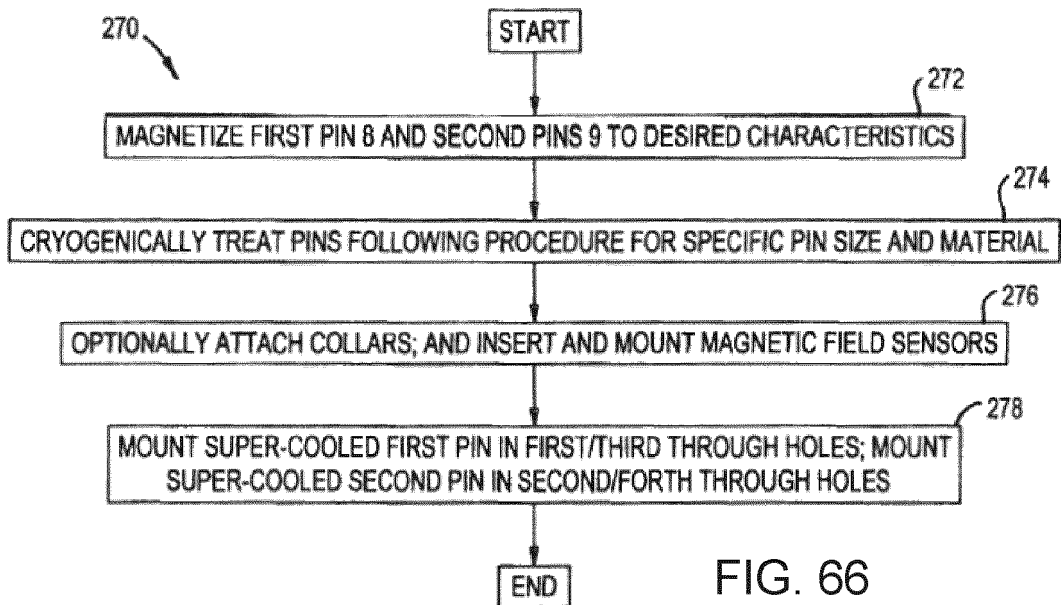 270
START
272
MAGNETIZE FIRST PIN 8 AND SECOND PINS 9 TO DESIRED CHARACTERISTICS
274
CRYOGENICALLY TREAT PINS FOLLOWING PROCEDURE FOR SPECIFIC PIN SIZE AND MATERIAL
276
OPTIONALLY ATTACH COLLARS; AND INSERT AND MOUNT MAGNETIC FIELD SENSORS
278
MOUNT SUPER-COOLED FIRST PIN IN FIRST/THIRD THROUGH HOLES; MOUNT
SUPER-COOLED SECOND PIN IN SECOND/FORTH THROUGH HOLES
END
FIG. 66